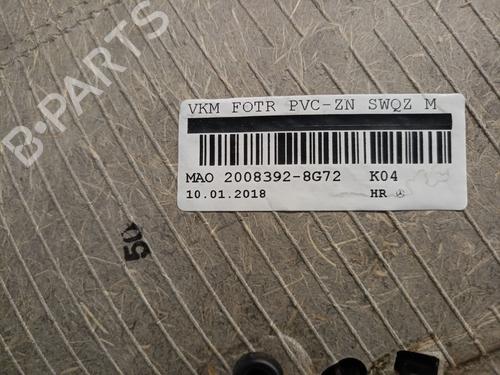 B-PARTS
VKM FOTR PVC-ZN SWQZ M
MAO 2008392-8G72 K04
10.01.2018 HR
50